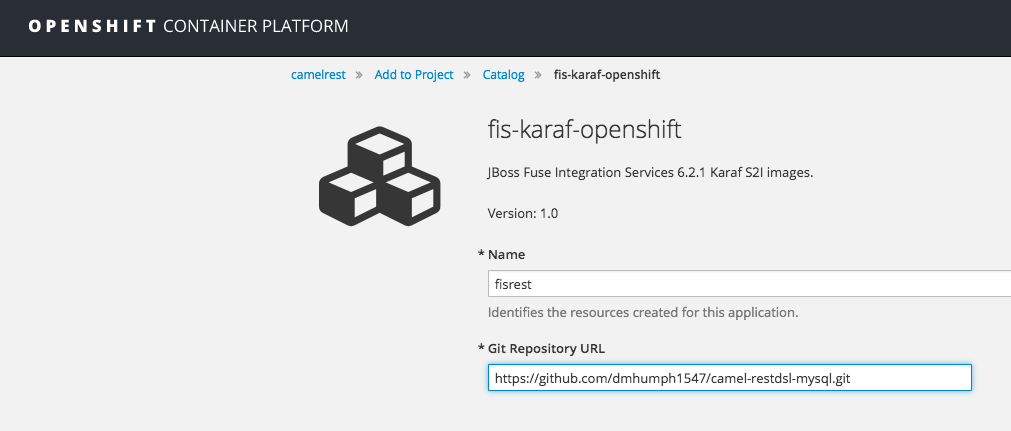 OPENSHIFT CONTAINER PLATFORM
camelrest » Add to Project » Catalog » fis-karaf-openshift
fis-karaf-openshift
JBoss Fuse Integration Services 6.2.1 Karaf S2I images.
Version: 1.0
* Name
fisrest
Identifies the resources created for this application.
* Git Repository URL
https://github.com/dmhumph1547/camel-restdsl-mysql.git